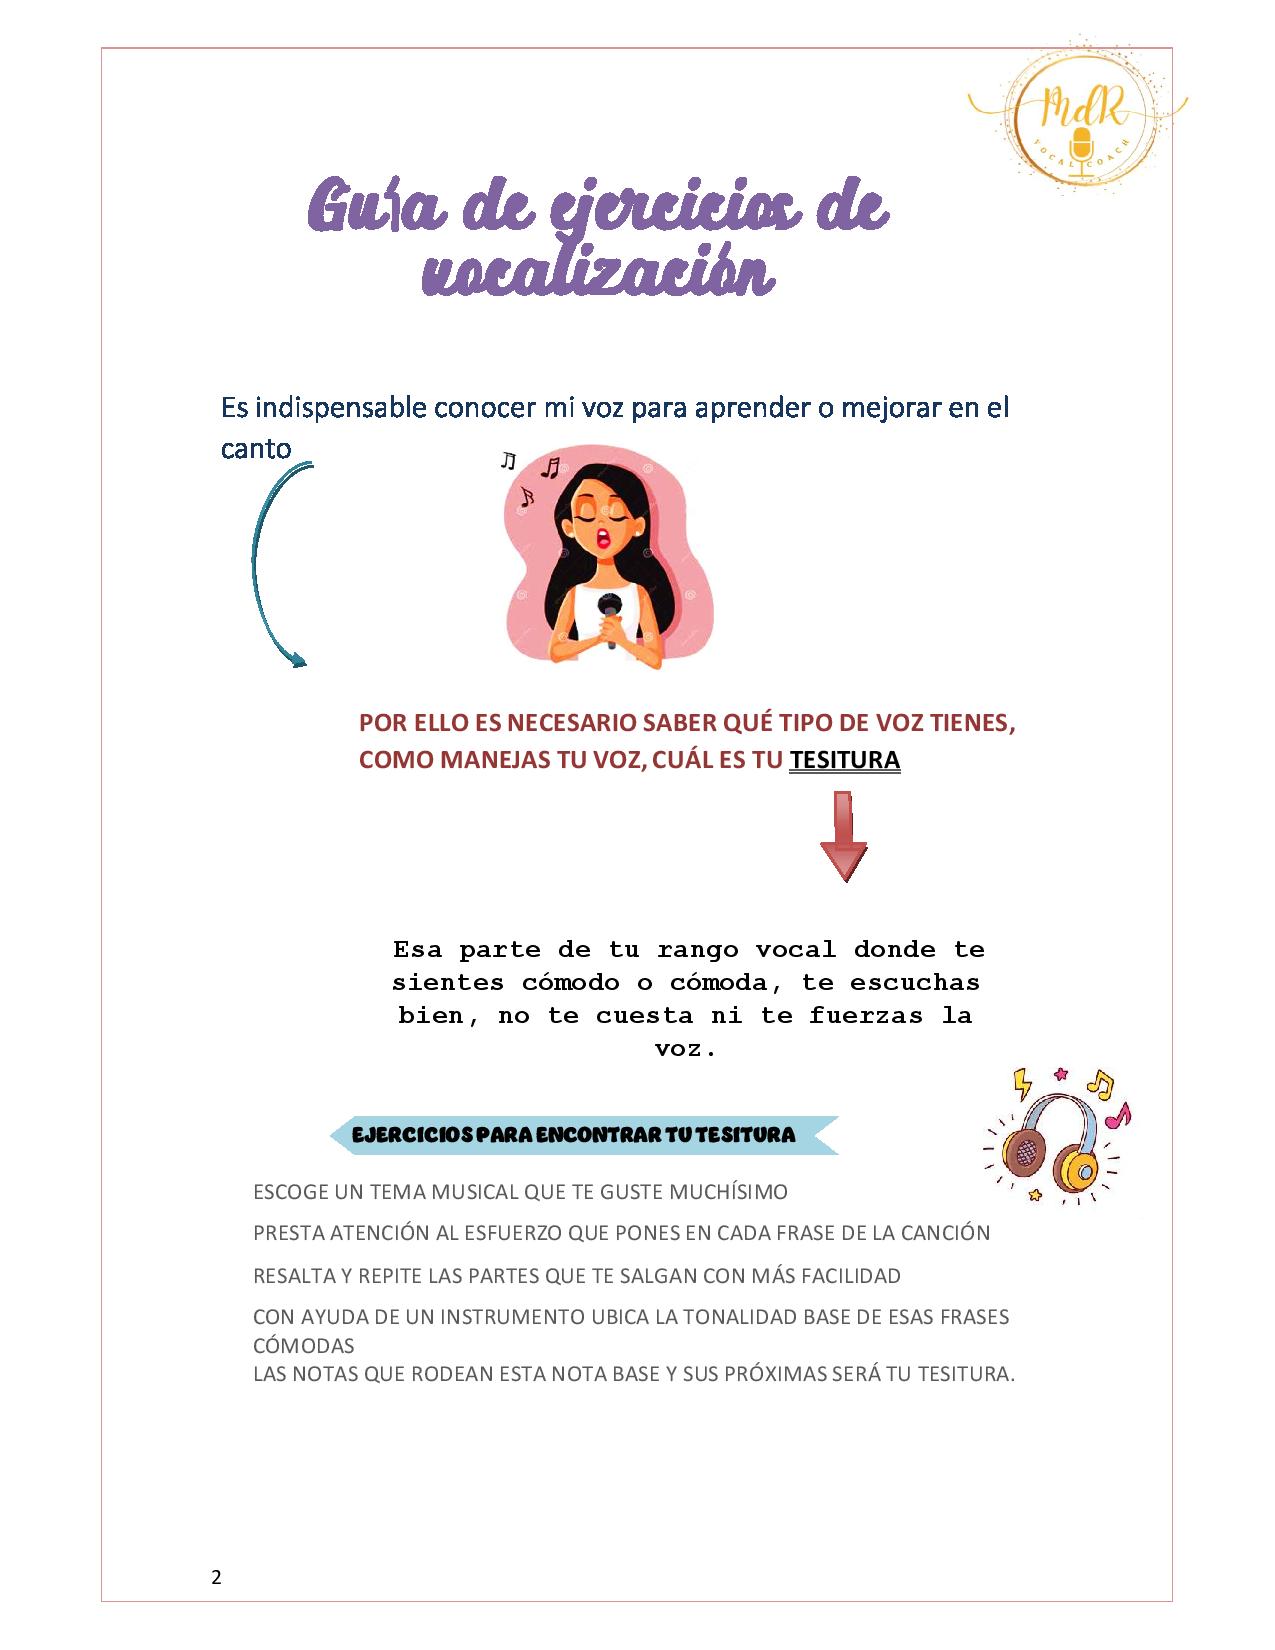 MdR
VOCAL COACH
Guía de ejercicios de
vocalización
Es indispensable conocer mi voz para aprender o mejorar en el
canto
POR ELLO ES NECESARIO SABER QUÉ TIPO DE VOZ TIENES,
COMO MANEJAS TU VOZ, CUÁL ES TU TESITURA
Esa parte de tu rango vocal donde te
sientes cómodo o cómoda, te escuchas
bien, no te cuesta ni te fuerzas la
voz.
EJERCICIOS PARA ENCONTRAR TU TESITURA
ESCOGE UN TEMA MUSICAL QUE TE GUSTE MUCHÍSIMO
PRESTA ATENCIÓN AL ESFUERZO QUE PONES EN CADA FRASE DE LA CANCIÓN
RESALTA Y REPITE LAS PARTES QUE TE SALGAN CON MÁS FACILIDAD
CON AYUDA DE UN INSTRUMENTO UBICA LA TONALIDAD BASE DE ESAS FRASES
CÓMODAS
LAS NOTAS QUE RODEAN ESTA NOTA BASE Y SUS PRÓXIMAS SERÁ TU TESITURA.
2